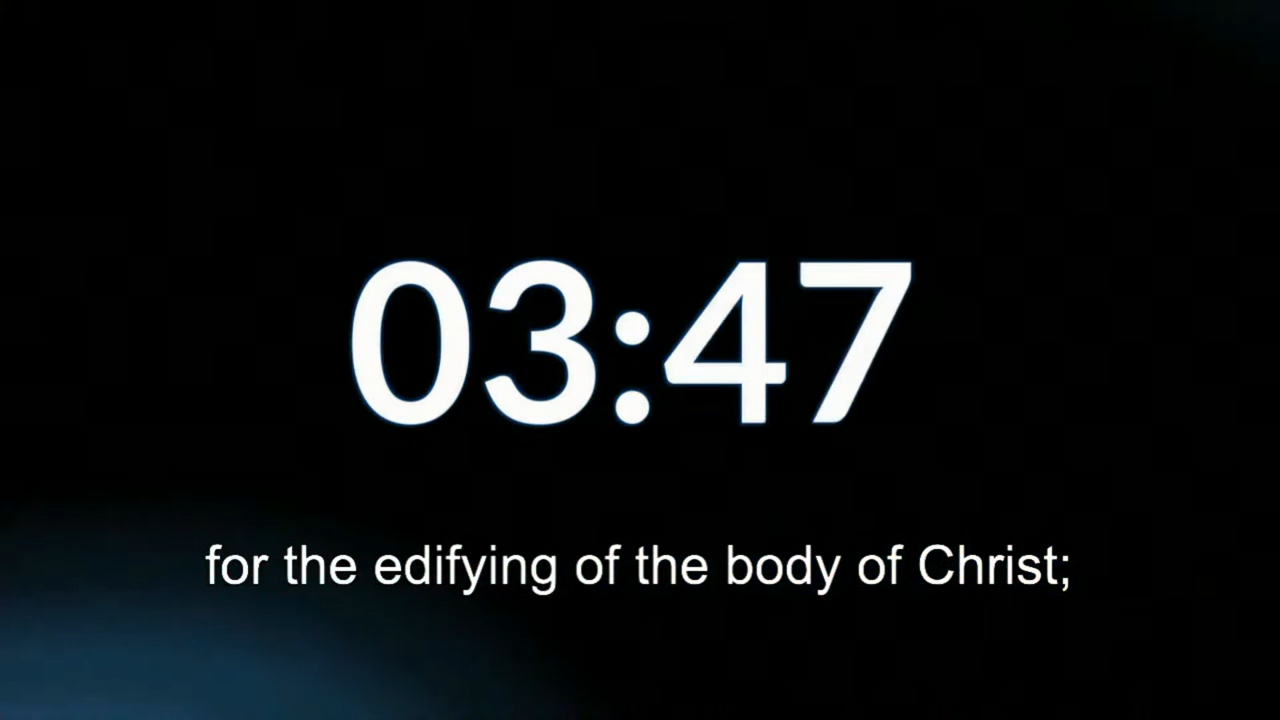 03:47
for the edifying of the body of Christ;